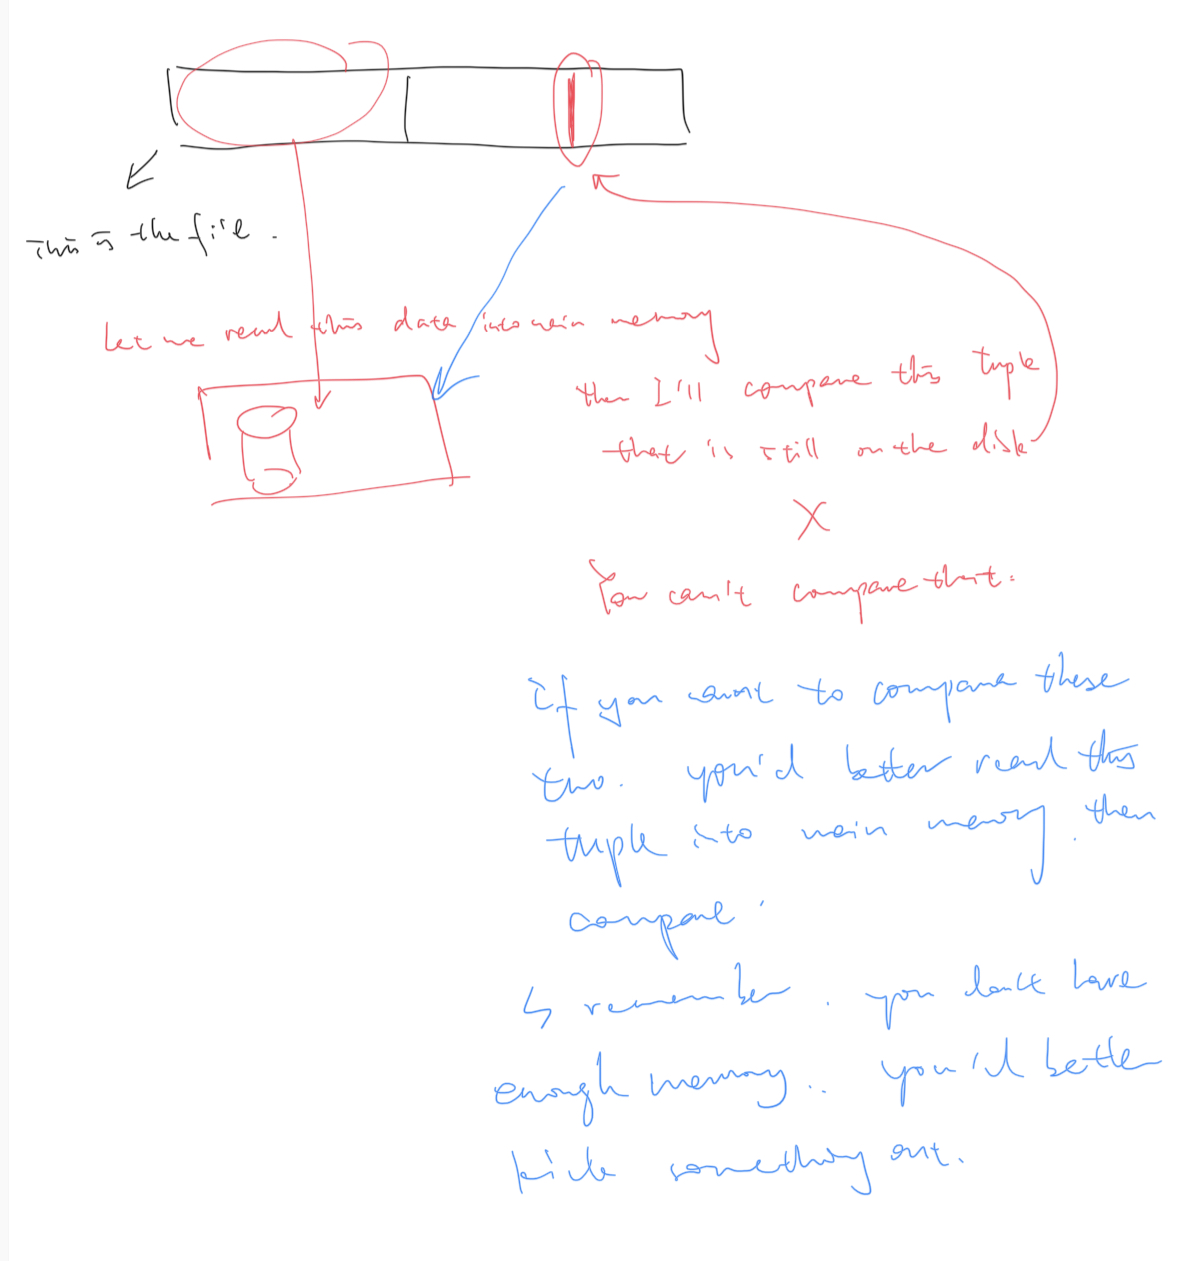 This is the file.
Let me read this data into main memory
then I'll compare this tuple
that is still on the disk
X
You can't compare that.
if you want to compare these
two. you'd better read this
tuple into main memory. then
compare.
↳ remember. you don't have
enough memory.. you'd better
kick something out.